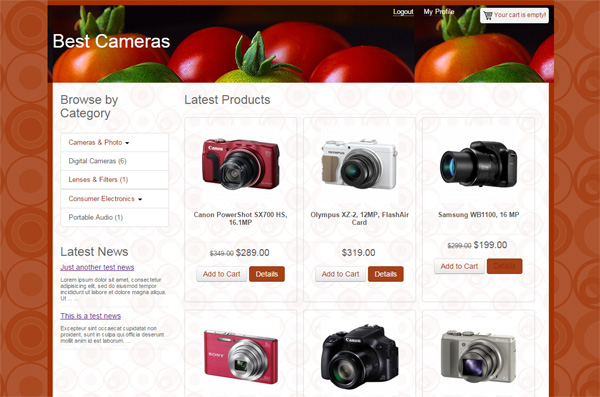 Logout
My Profile
Your cart is empty!
Best Cameras
Browse by
Category
Cameras & Photo
Digital Cameras (6)
Lenses & Filters (1)
Consumer Electronics
Portable Audio (1)
Latest News
Just another test news
Lorem ipsum dolor sit amet, consectetur
adipisicing elit, sed do eiusmod tempor
incididunt ut labore et dolore magna aliqua.
Ut ... ...
This is a test news
Excepteur sint occaecat cupidatat non
proident, sunt in culpa qui officia deserunt
mollit anim id est laborum. ...
Latest Products
Canon
Canon PowerShot SX700 HS,
16.1MP
$349.00 $289.00
Add to Cart
Details
OLYMPUS
Olympus XZ-2, 12MP, FlashAir
Card
$319.00
Add to Cart
Details
Samsung WB1100, 16 MP
$299.00 $199.00
Add to Cart
Details
SONY
Canon